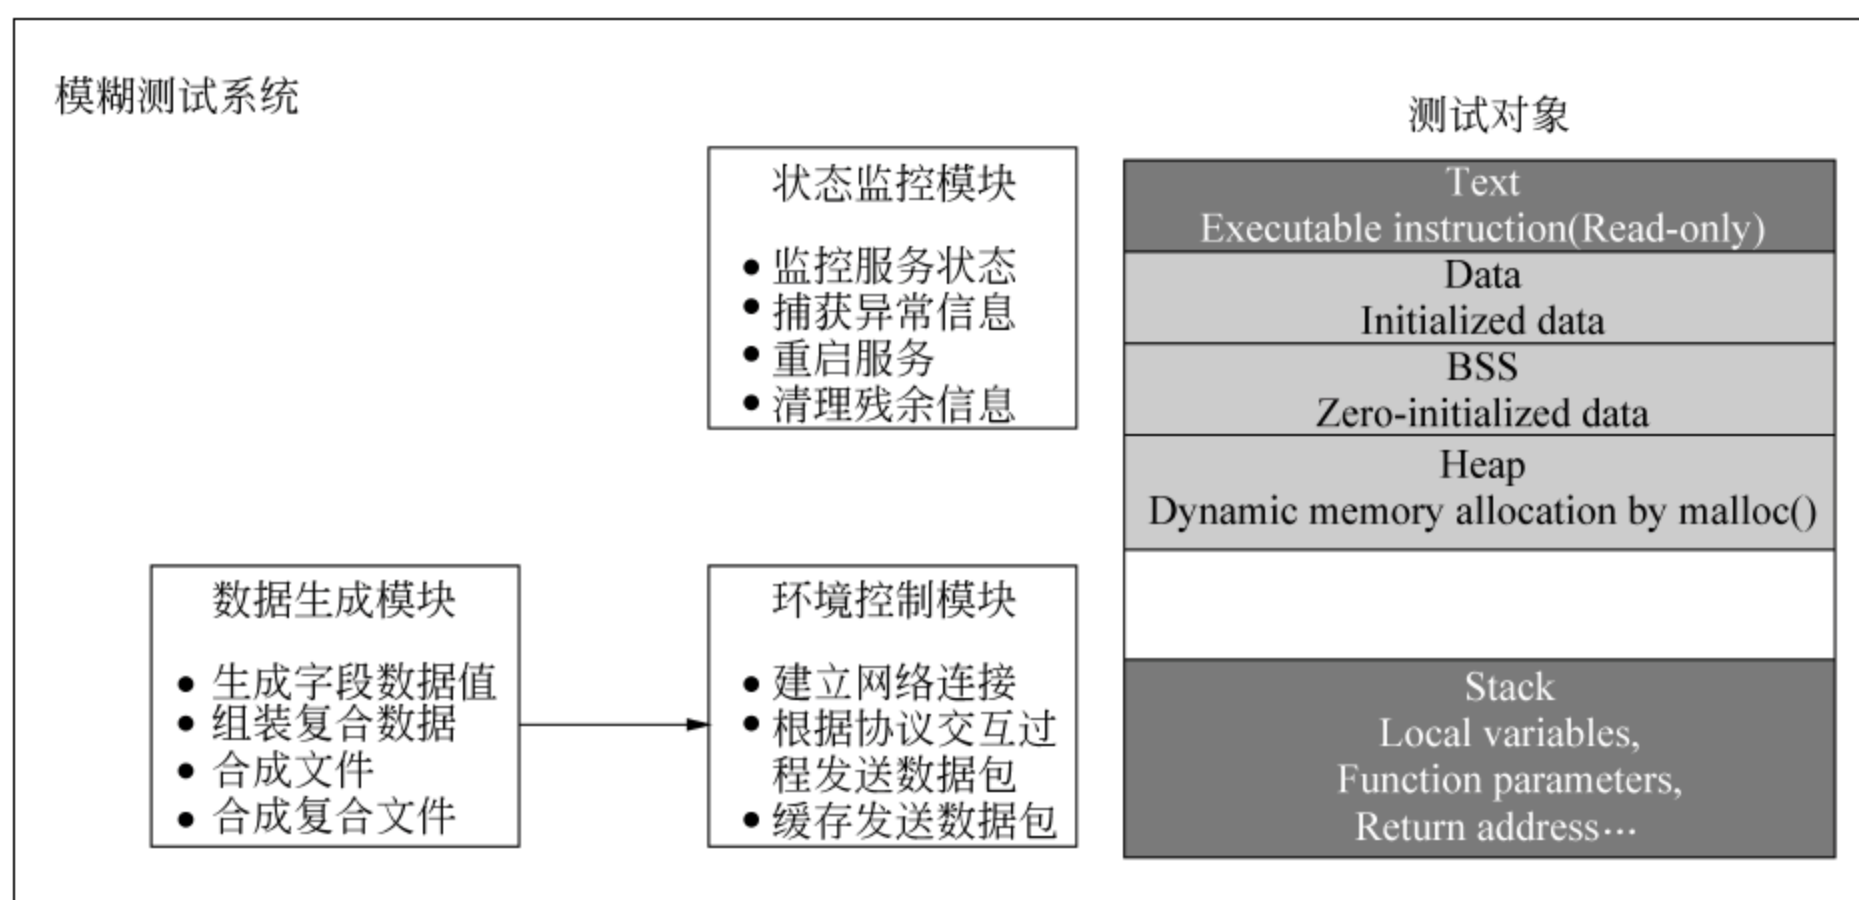 模糊测试系统
状态监控模块
● 监控服务状态
● 捕获异常信息
● 重启服务
● 清理残余信息
数据生成模块
● 生成字段数据值
● 组装复合数据
● 合成文件
● 合成复合文件
环境控制模块
● 建立网络连接
● 根据协议交互过
程发送数据包
● 缓存发送数据包
测试对象
Text
Executable instruction(Read-only)
Data
Initialized data
BSS
Zero-initialized data
Heap
Dynamic memory allocation by malloc()
Stack
Local variables,
Function parameters,
Return address…